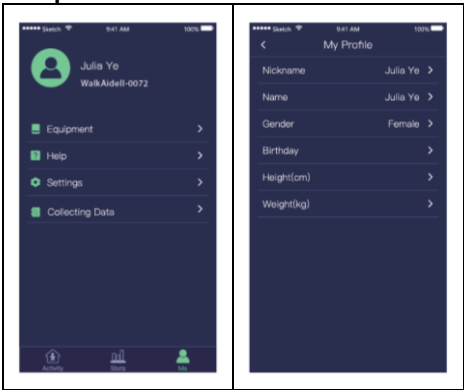 Sketch 9:41 AM 100%
Julia Ye
WalkAidell-0072
Equipment
Help
Settings
Collecting Data
Activity Stats Me
Sketch 9:41 AM 100%
My Profile
Nickname Julia Ye
Name Julia Ye
Gender Female
Birthday
Height(cm)
Weight(kg)